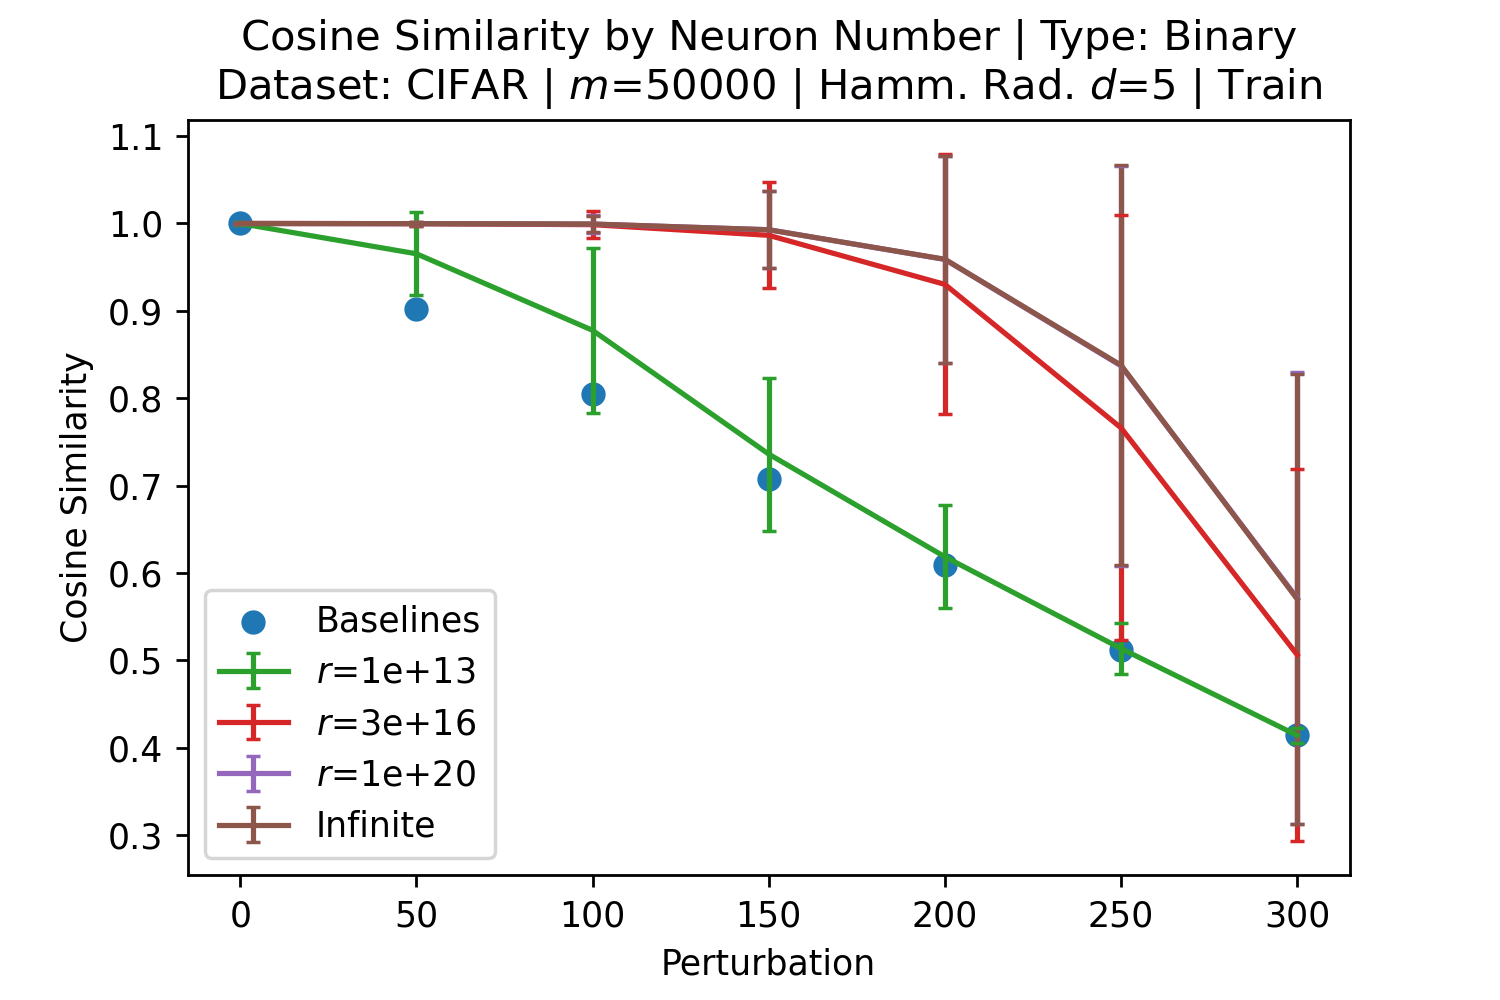 Cosine Similarity by Neuron Number | Type: Binary
Dataset: CIFAR | m=50000 | Hamm. Rad. d=5 | Train
1.1
1.0
0.9
0.8
0.7
0.6
0.5
0.4
0.3
Cosine Similarity
Baselines
r=1e+13
r=3e+16
r=1e+20
Infinite
0 50 100 150 200 250 300
Perturbation